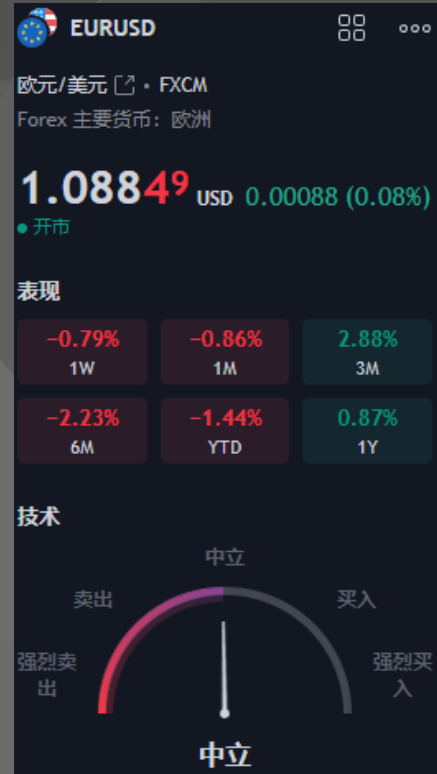 EURUSD
欧元/美元 • FXCM
Forex 主要货币：欧洲
1.08849 USD 0.00088 (0.08%)
开市
表现
−0.79% −0.86% 2.88%
1W 1M 3M
−2.23% −1.44% 0.87%
6M YTD 1Y
技术
中立
卖出 买入
强烈卖 强烈买
出 入
中立